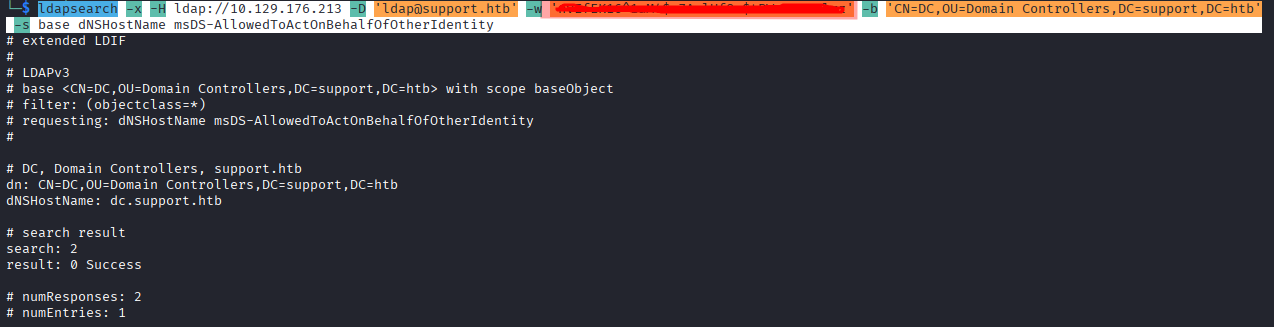 └─$ ldapsearch -x -H ldap://10.129.176.213 -D 'ldap@support.htb' -w -b 'CN=DC,OU=Domain Controllers,DC=support,DC=htb'
-s base dNSHostName msDS-AllowedToActOnBehalfOfOtherIdentity
# extended LDIF
#
# LDAPv3
# base <CN=DC,OU=Domain Controllers,DC=support,DC=htb> with scope baseObject
# filter: (objectclass=*)
# requesting: dNSHostName msDS-AllowedToActOnBehalfOfOtherIdentity
#
# DC, Domain Controllers, support.htb
dn: CN=DC,OU=Domain Controllers,DC=support,DC=htb
dNSHostName: dc.support.htb
# search result
search: 2
result: 0 Success
# numResponses: 2
# numEntries: 1